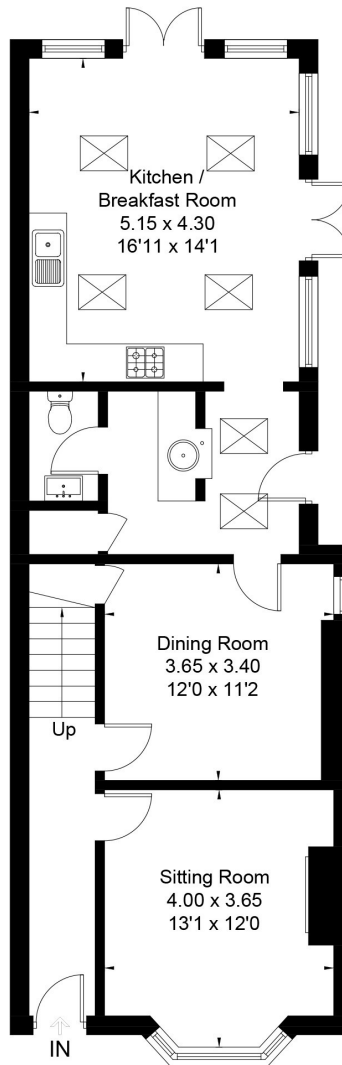 Kitchen /
Breakfast Room
5.15 x 4.30
16'11 x 14'1
Dining Room
3.65 x 3.40
12'0 x 11'2
Up
Sitting Room
4.00 x 3.65
13'1 x 12'0
IN